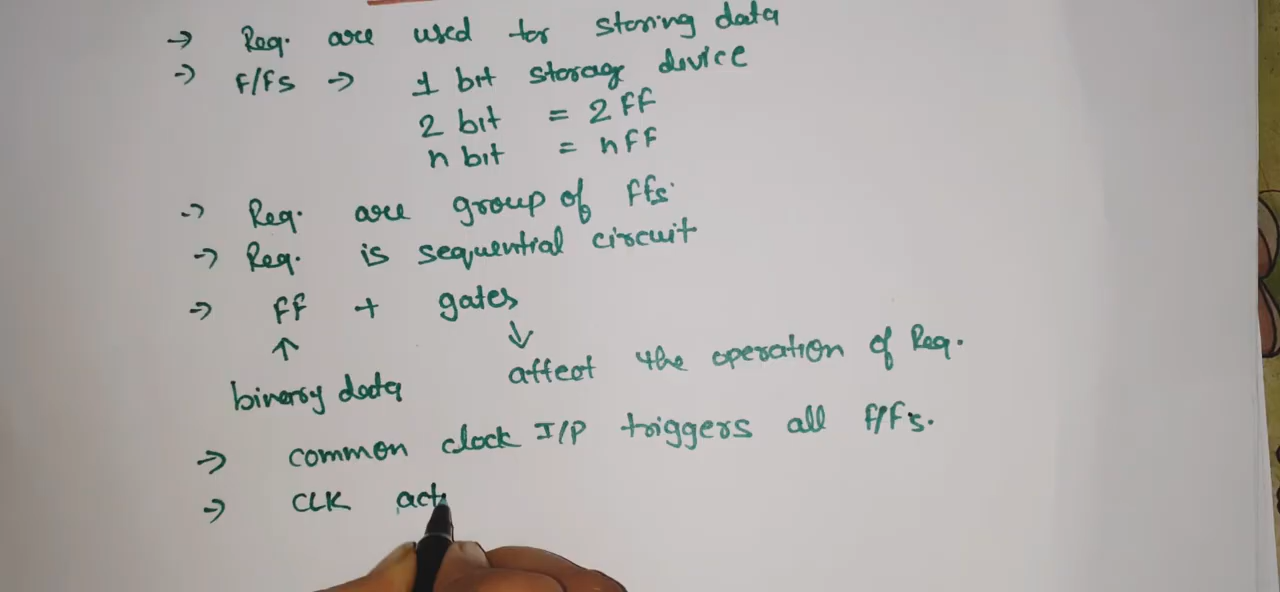 → Reg. are used for storing data
→ F/Fs → 1 bit storage device
2 bit = 2 FF
n bit = n FF
→ Reg. are group of FFs.
→ Reg. is sequential circuit
→ FF + gates
↑ ↓
binary data affect the operation of Reg.
→ common clock I/P triggers all F/Fs.
→ CLK act